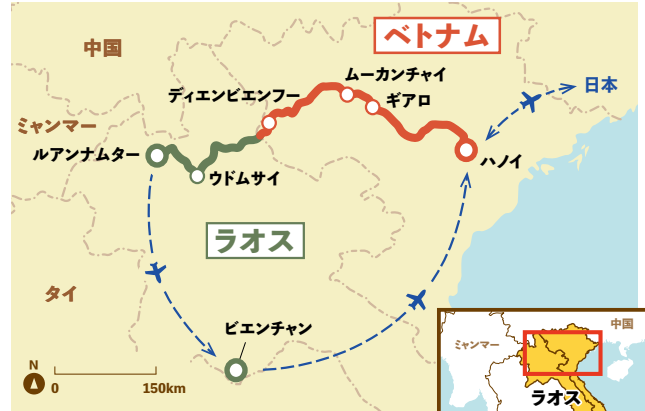 ベトナム
中国
ムーカンチャイ
ディエンビエンフー
ギアロ
日本
ミャンマー
ルアンナムター
ハノイ
ウドムサイ
ラオス
タイ
ビエンチャン
中国
ミャンマー
ラオス
N
0 150km